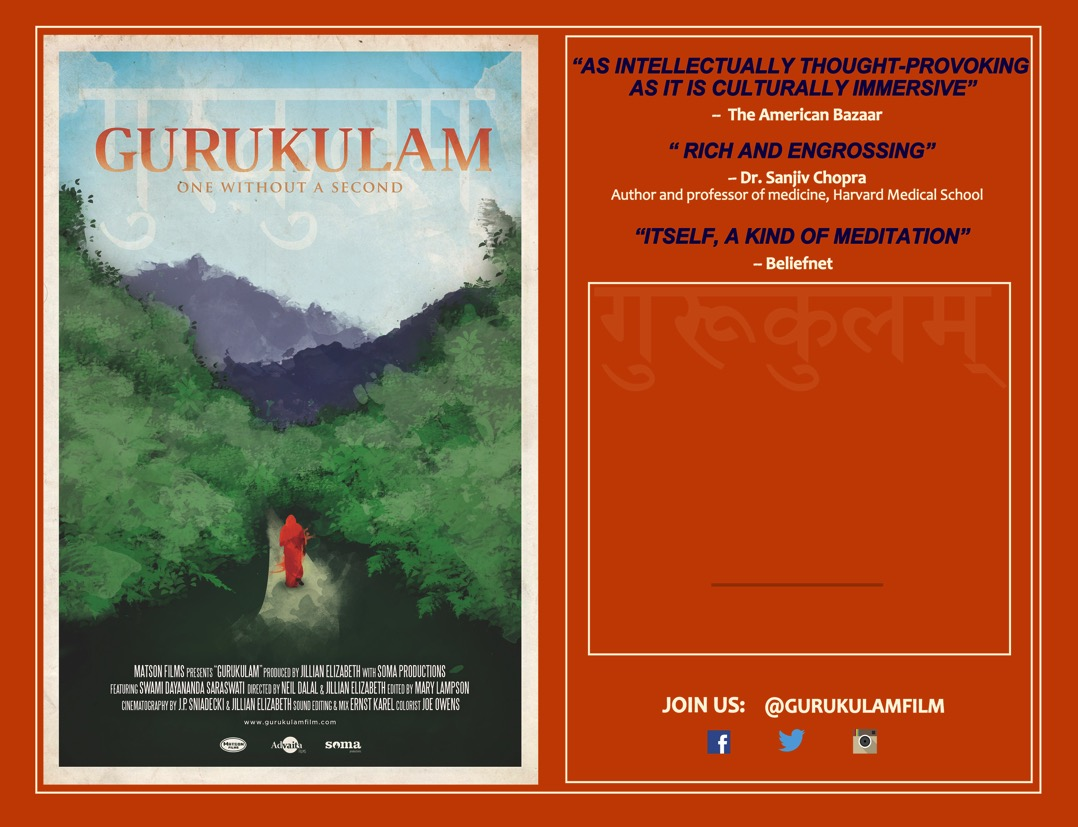 गुरूकुलम्
GURUKULAM
ONE WITHOUT A SECOND
MATSON FILMS PRESENTS "GURUKULAM" PRODUCED BY JILLIAN ELIZABETH WITH SOMA PRODUCTIONS
FEATURING SWAMI DAYANANDA SARASWATI DIRECTED BY NEIL DALAL & JILLIAN ELIZABETH EDITED BY MARY LAMPSON
CINEMATOGRAPHY BY J.P. SNIADECKI & JILLIAN ELIZABETH SOUND EDITING & MIX ERNST KAREL COLORIST JOE OWENS
www.gurukulamfilm.com
MATSON FILMS Advaita soma
“AS INTELLECTUALLY THOUGHT-PROVOKING
AS IT IS CULTURALLY IMMERSIVE”
– The American Bazaar
“ RICH AND ENGROSSING”
– Dr. Sanjiv Chopra
Author and professor of medicine, Harvard Medical School
“ITSELF, A KIND OF MEDITATION”
– Beliefnet
गुरूकुलम्
JOIN US: @GURUKULAMFILM